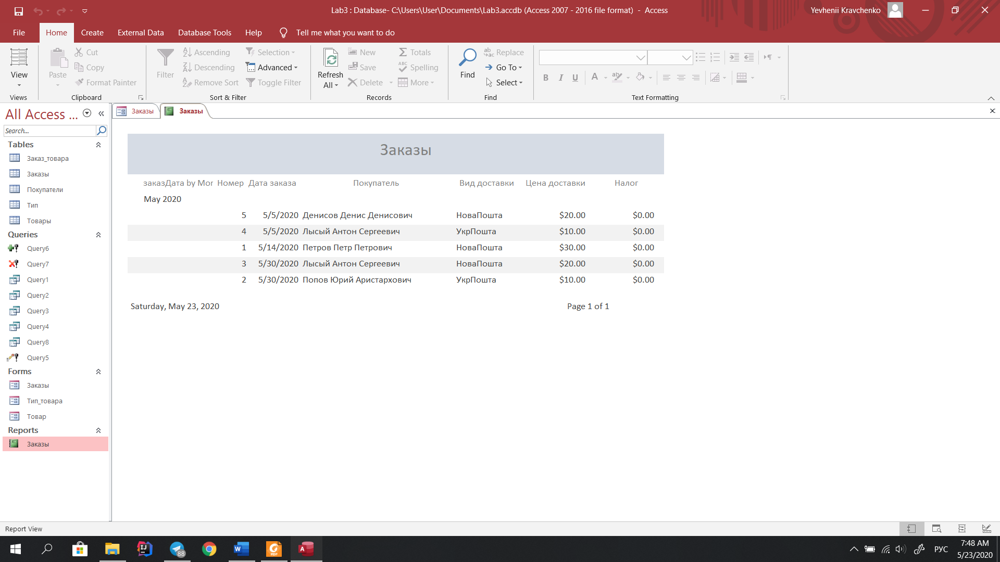 Lab3 : Database- C:\Users\User\Documents\Lab3.accdb (Access 2007 - 2016 file format) - Access
Yevhenii Kravchenko
File Home Create External Data Database Tools Help Tell me what you want to do
View
Views
Paste
Cut
Copy
Format Painter
Clipboard
Filter
Ascending
Descending
Remove Sort
Selection
Advanced
Toggle Filter
Sort & Filter
Refresh
All
New
Save
Delete
Totals
Spelling
More
Records
Find
Replace
Go To
Select
Find
B I U A
Text Formatting
All Access ...
Search...
Tables
Заказ_товара
Заказы
Покупатели
Тип
Товары
Queries
Query6
Query7
Query1
Query2
Query3
Query4
Query8
Query5
Forms
Заказы
Тип_товара
Товар
Reports
Заказы
Заказы Заказы
Заказы
заказДата by Mor Номер Дата заказа Покупатель Вид доставки Цена доставки Налог
May 2020
5 5/5/2020 Денисов Денис Денисович НоваПошта $20.00 $0.00
4 5/5/2020 Лысый Антон Сергеевич УкрПошта $10.00 $0.00
1 5/14/2020 Петров Петр Петрович НоваПошта $30.00 $0.00
3 5/30/2020 Лысый Антон Сергеевич НоваПошта $20.00 $0.00
2 5/30/2020 Попов Юрий Аристархович УкрПошта $10.00 $0.00
Saturday, May 23, 2020 Page 1 of 1
Report View
88
РУС
7:48 AM
5/23/2020